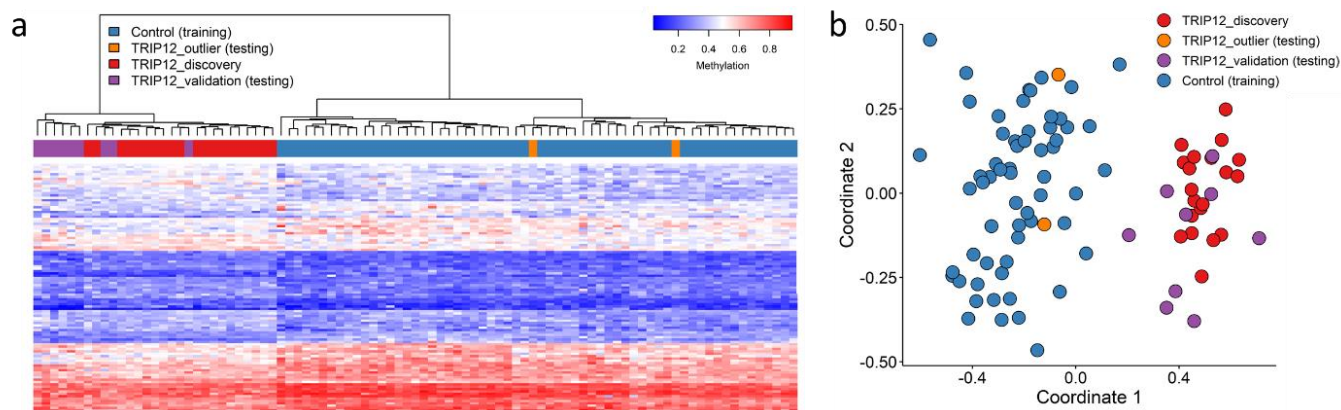 a
Control (training)
TRIP12_outlier (testing)
TRIP12_discovery
TRIP12_validation (testing)
0.2 0.4 0.6 0.8
Methylation
b
TRIP12_discovery
TRIP12_outlier (testing)
TRIP12_validation (testing)
Control (training)
0.50
0.25
0.00
-0.25
-0.50
Coordinate 2
-0.4 0.0 0.4
Coordinate 1